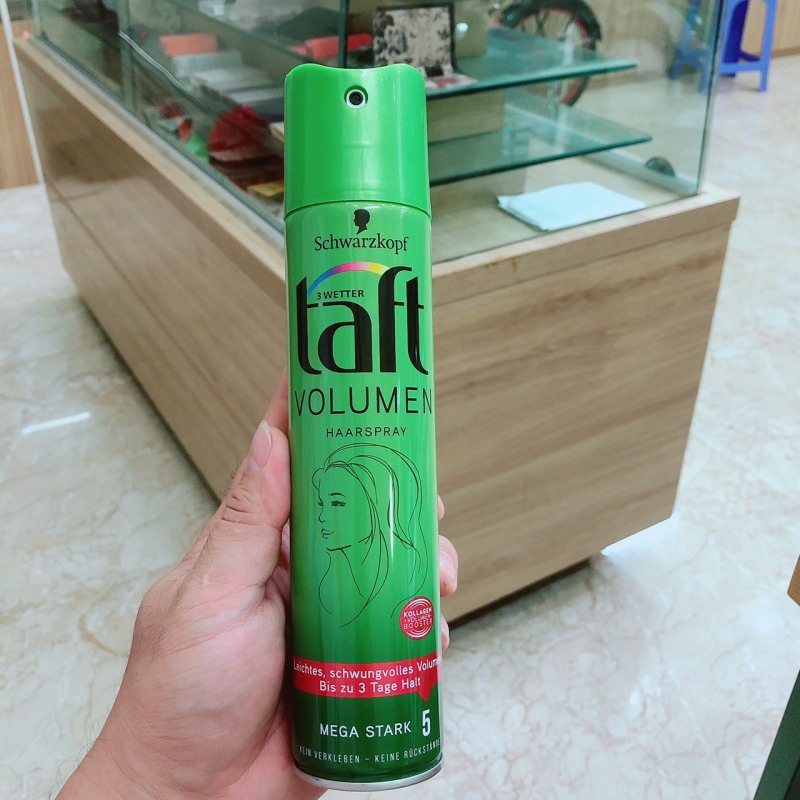 Schwarzkopf
3 WETTER
taft
VOLUMEN
HAARSPRAY
KOLLAGEN
+VOLUMEN-
BOOSTER
Leichtes, schwungvolles Volumen
Bis zu 3 Tage Halt
MEGA STARK 5
KEIN VERKLEBEN – KEINE RÜCKSTÄNDE